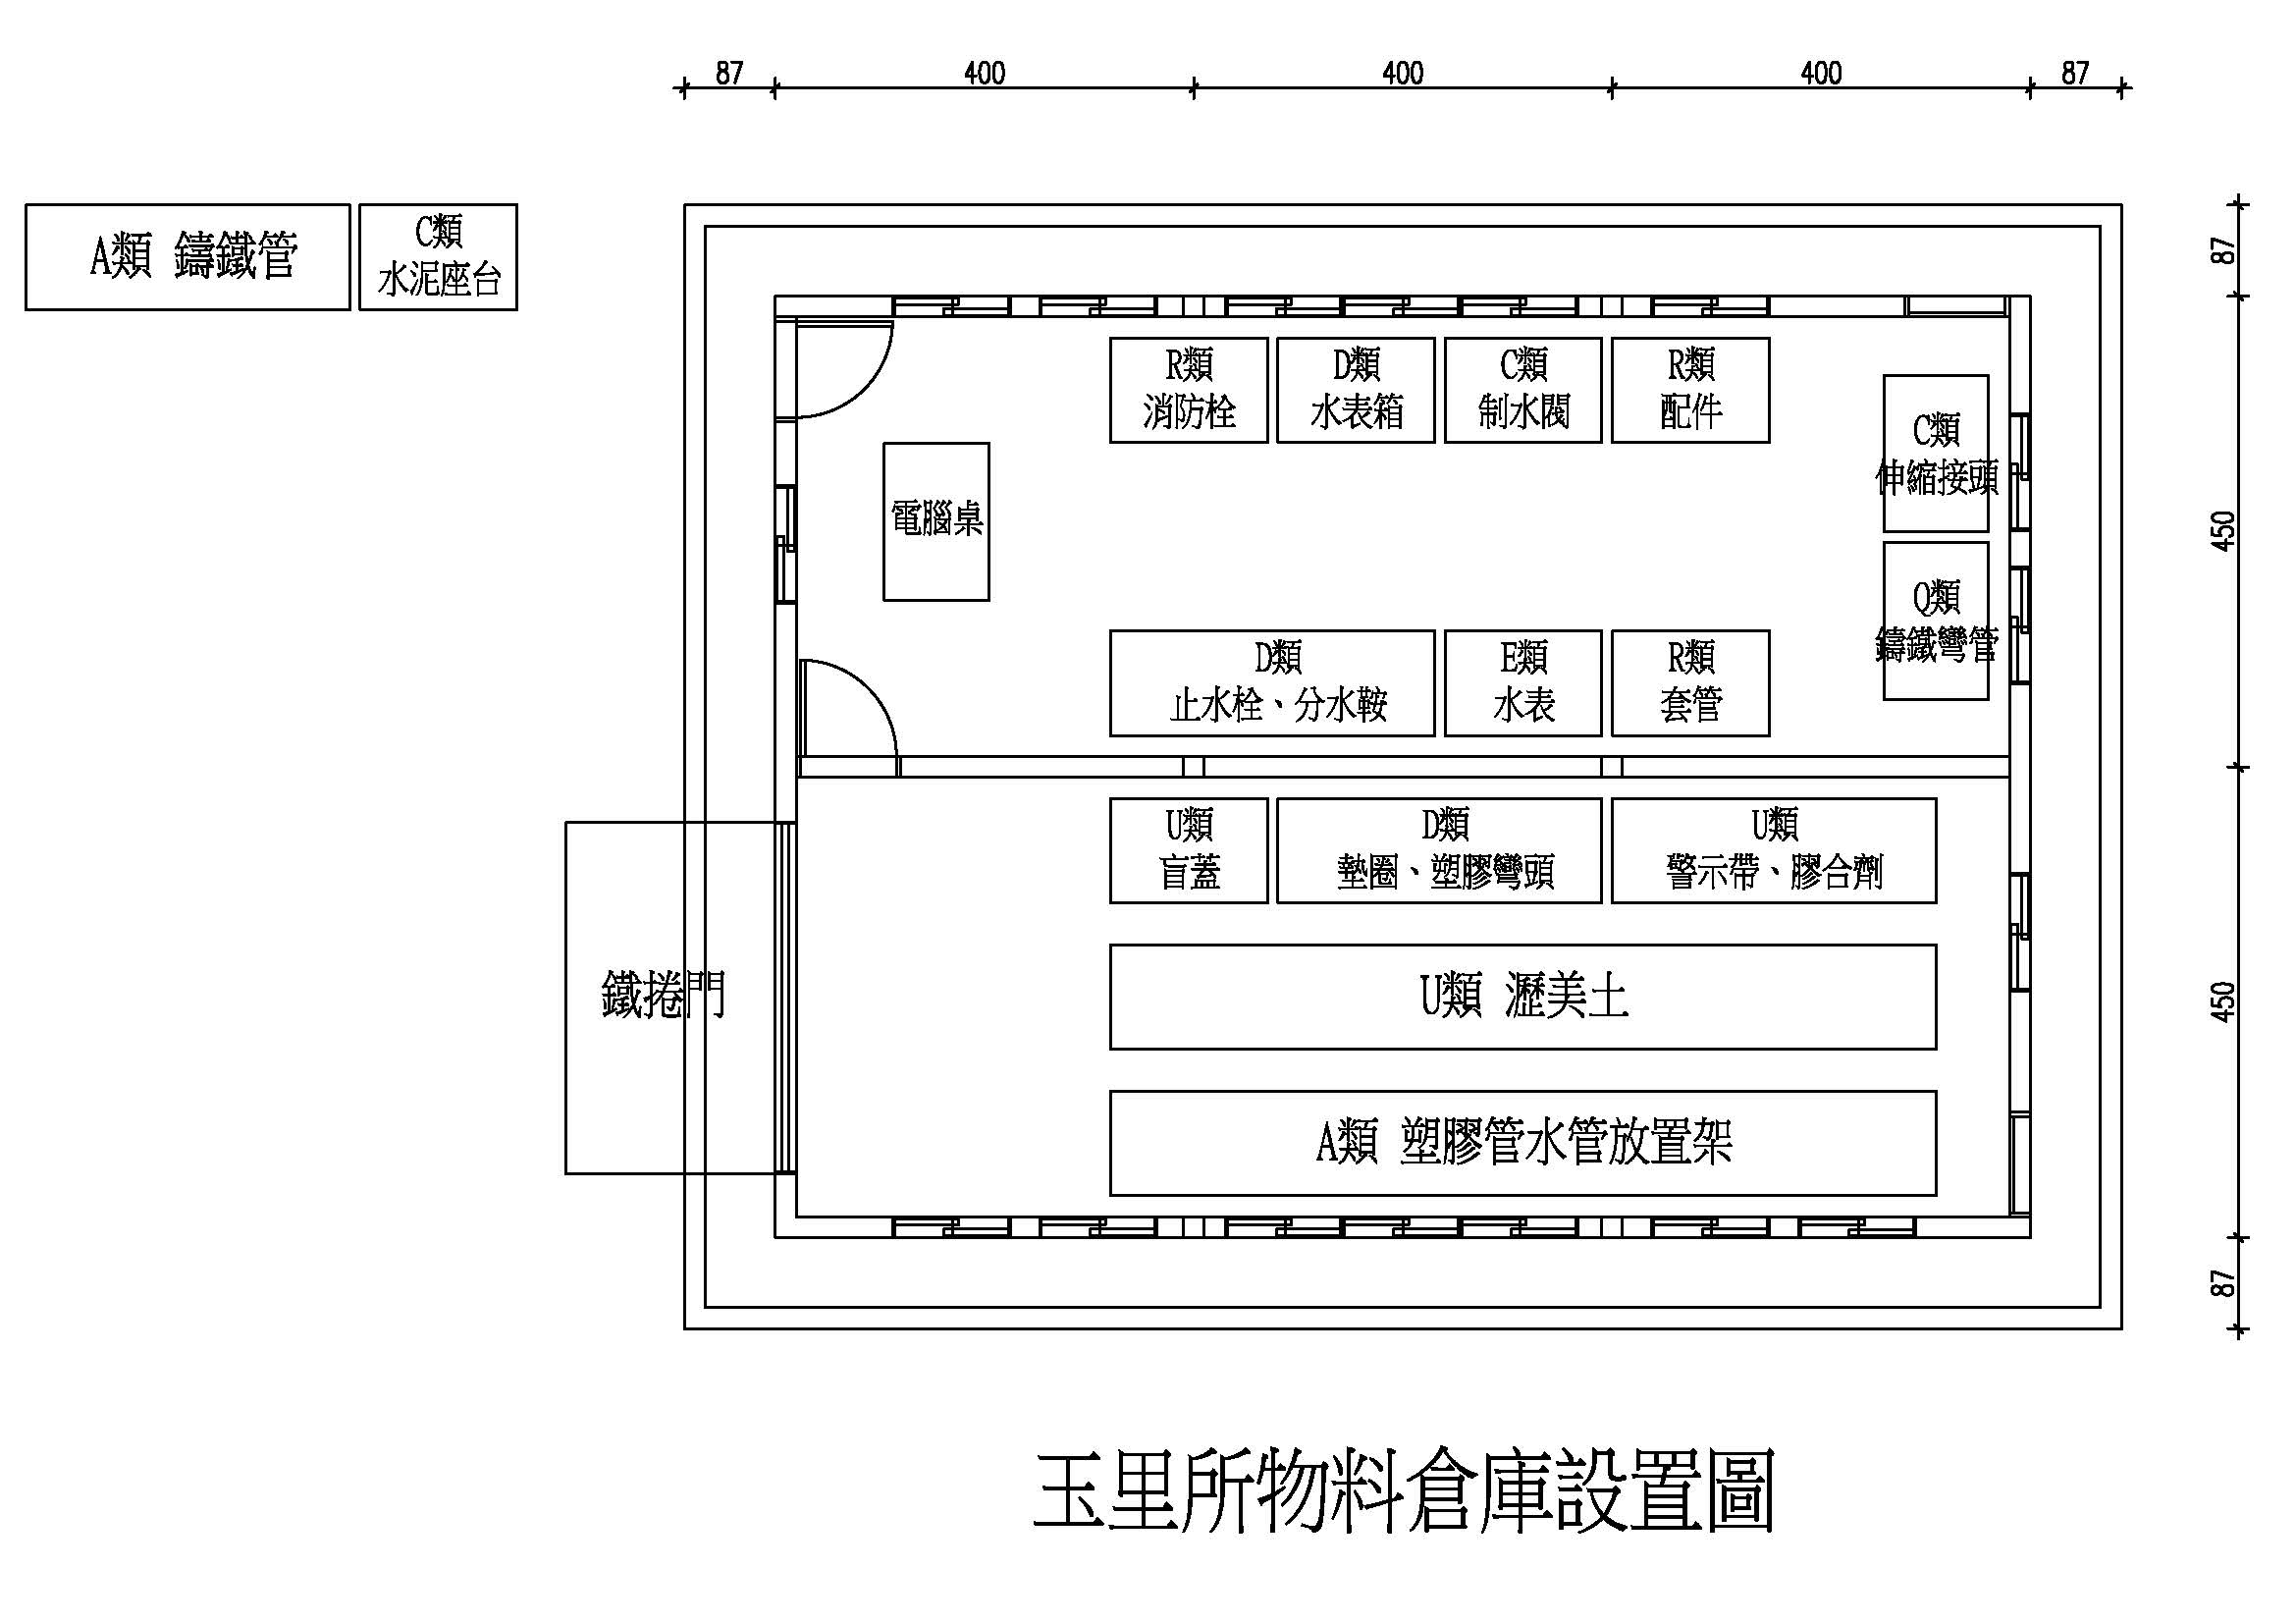 87
400
400
400
87
A類 鑄鐵管
C類
水泥座台
87
R類
消防栓
D類
水表箱
C類
制水閥
R類
配件
C類
伸縮接頭
電腦桌
450
Q類
鑄鐵彎管
D類
止水栓、分水鞍
E類
水表
R類
套管
U類
盲蓋
D類
墊圈、塑膠彎頭
U類
警示帶、膠合劑
鐵捲門
U類 瀝美土
450
A類 塑膠管水管放置架
87
玉里所物料倉庫設置圖